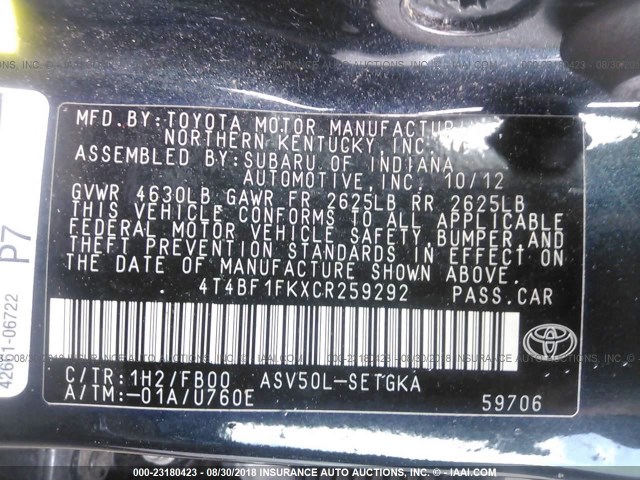 MFD.BY:TOYOTA MOTOR MANUFACTURI
NORTHERN KENTUCKY, INC.
ASSEMBLED BY:SUBARU OF INDIANA
AUTOMOTIVE,INC. 10/12
GVWR 4630LB GAWR FR 2625LB RR 2625LB
THIS VEHICLE CONFORMS TO ALL APPLICABLE
FEDERAL MOTOR VEHICLE SAFETY,BUMPER,AND
THEFT PREVENTION STANDARDS IN EFFECT ON
THE DATE OF MANUFACTURE SHOWN ABOVE.
4T4BF1FKXCR259292 PASS.CAR
C/TR:1H2/FB00 ASV50L-SETGKA
A/TM:-01A/U760E
59706
TOYOTA
P7
42661-06722
000-23180423 - 08/30/2018 INSURANCE AUTO AUCTIONS, INC. - IAAI.COM